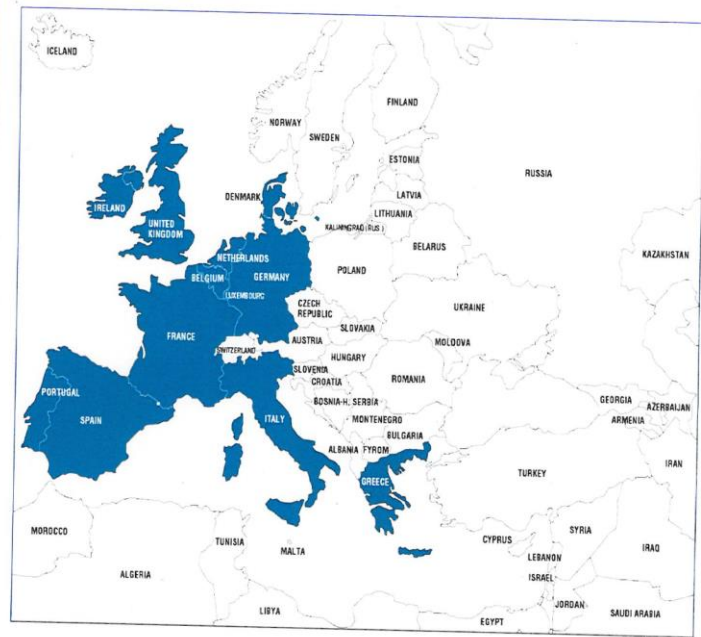 ICELAND
FINLAND
NORWAY
SWEDEN
ESTONIA
RUSSIA
LATVIA
DENMARK
LITHUANIA
IRELAND
UNITED
KINGDOM
KALININGRAD (RUS.)
BELARUS
KAZAKHSTAN
NETHERLANDS
POLAND
BELGIUM
GERMANY
LUXEMBOURG
CZECH
REPUBLIC
UKRAINE
SLOVAKIA
FRANCE
AUSTRIA
MOLDOVA
SWITZERLAND
HUNGARY
SLOVENIA
CROATIA
ROMANIA
PORTUGAL
SPAIN
BOSNIA-H.
SERBIA
GEORGIA
AZERBAIJAN
ITALY
MONTENEGRO
ARMENIA
BULGARIA
ALBANIA
FYROM
IRAN
GREECE
TURKEY
MOROCCO
TUNISIA
MALTA
CYPRUS
SYRIA
LEBANON
IRAQ
ALGERIA
ISRAEL
JORDAN
LIBYA
EGYPT
SAUDI ARABIA